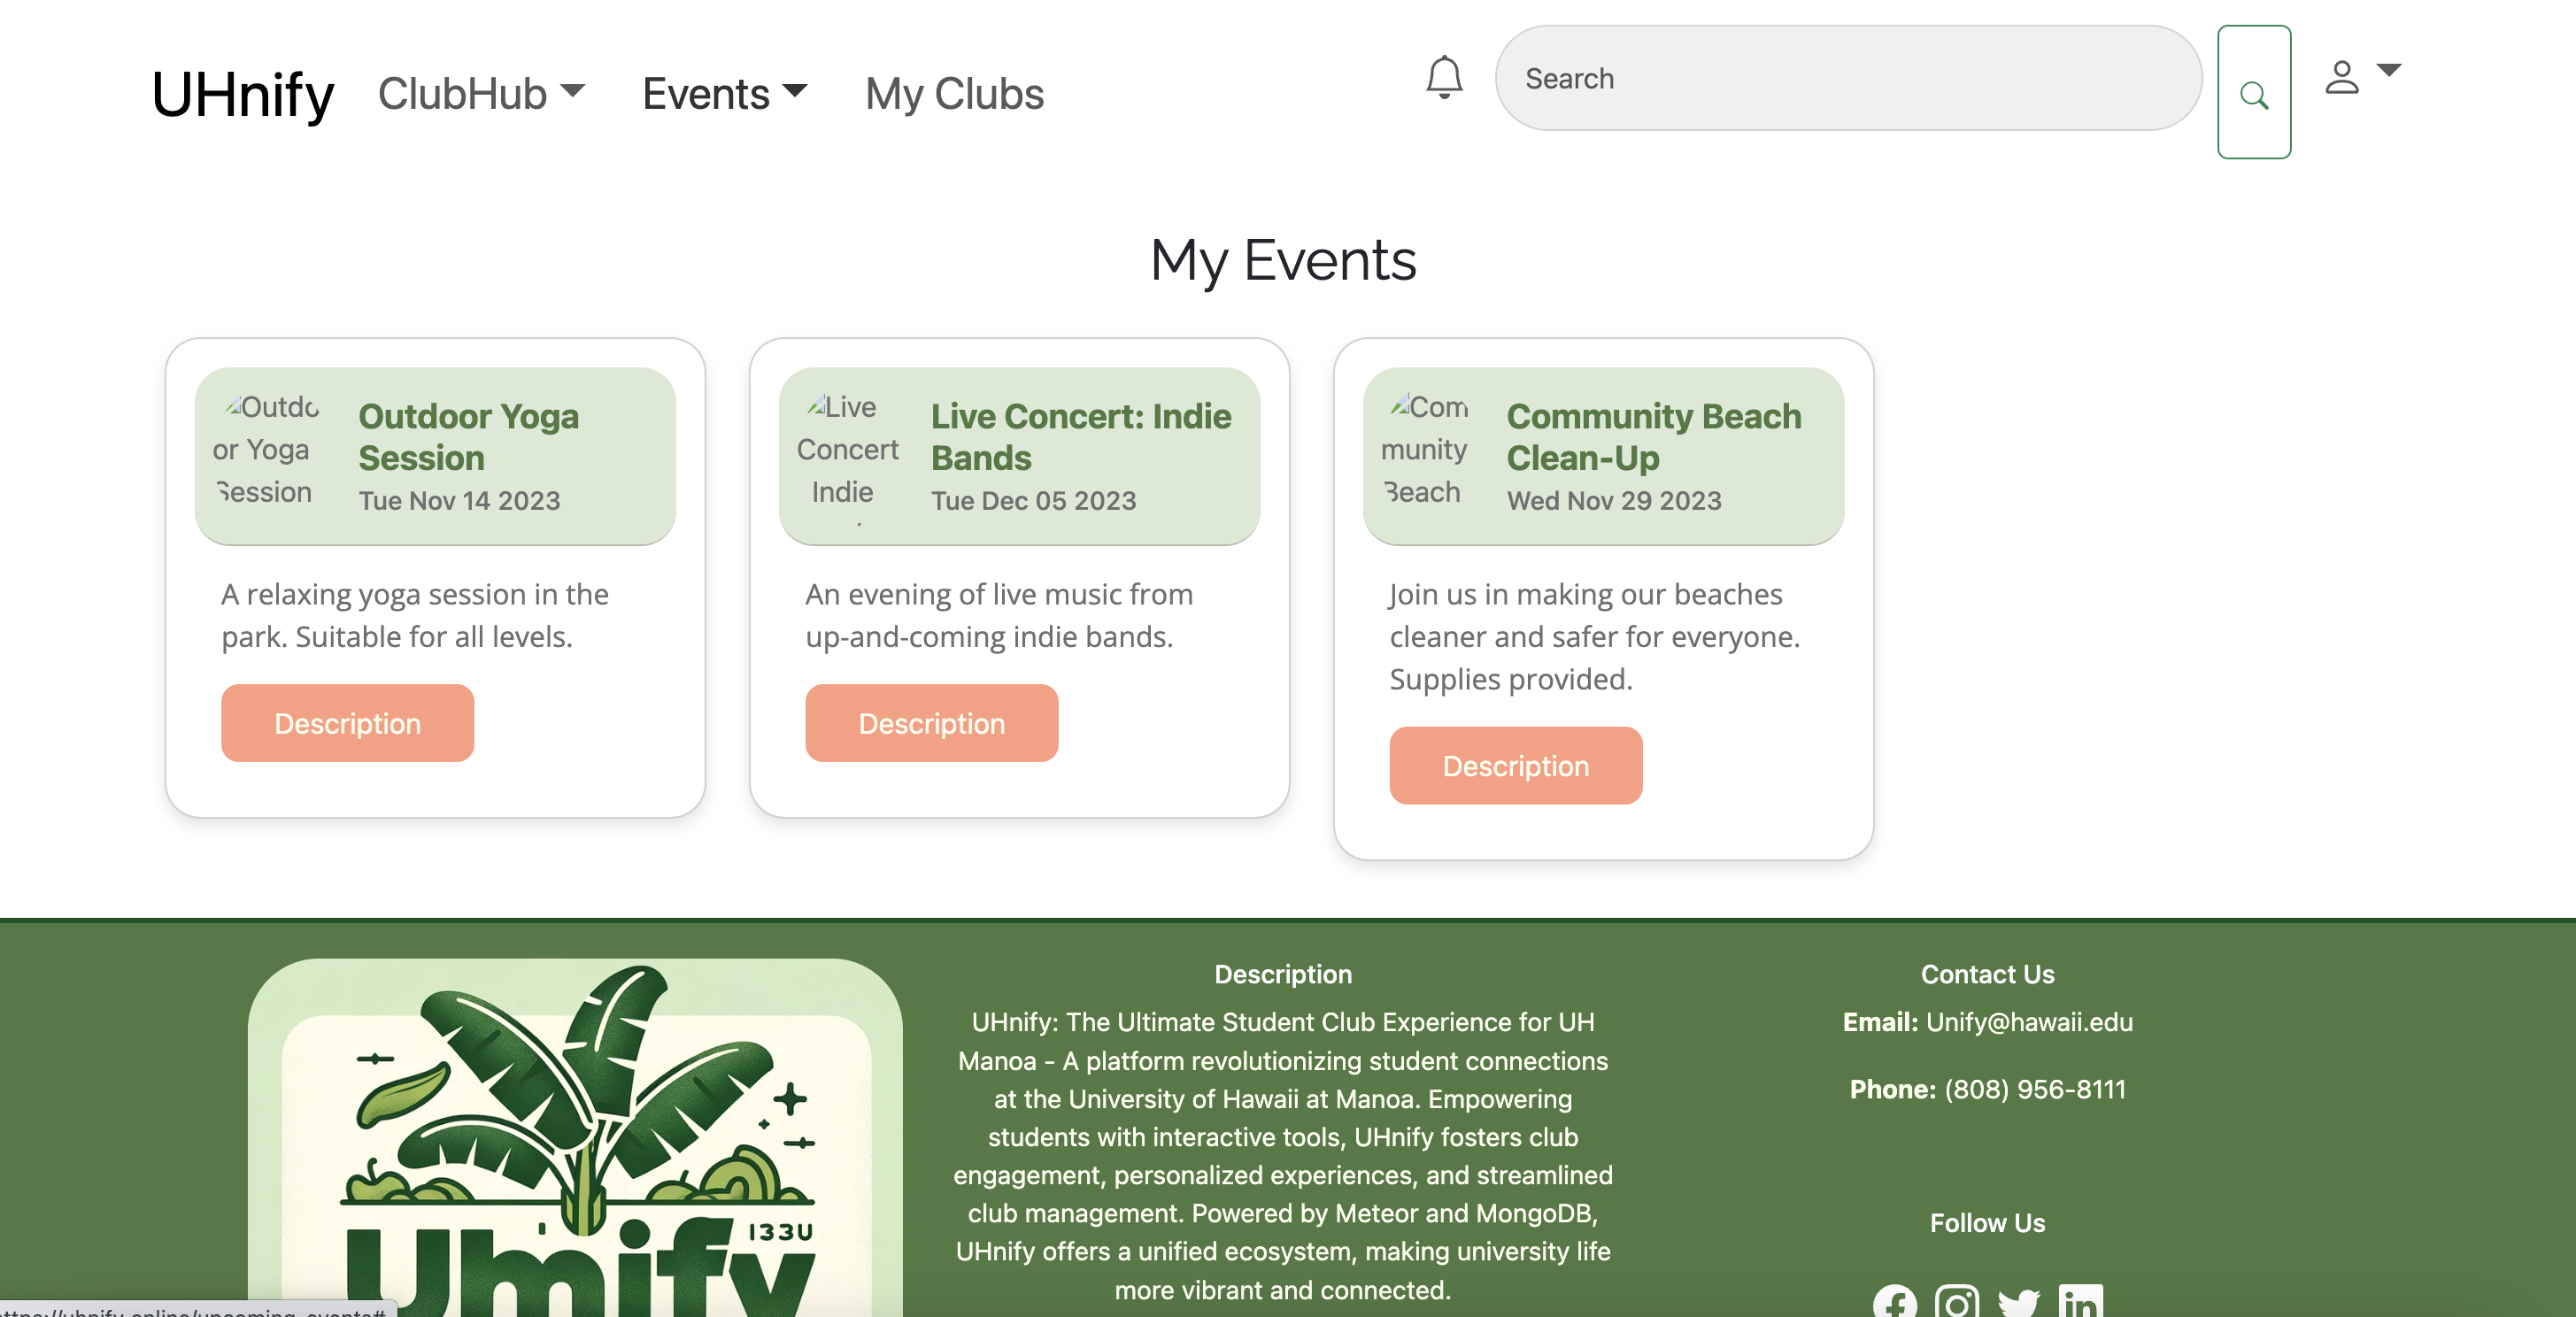 UHnify ClubHub Events My Clubs Search
My Events
Outdo
or Yoga
Session
Outdoor Yoga
Session
Tue Nov 14 2023
A relaxing yoga session in the
park. Suitable for all levels.
Description
Live
Concert
Indie
Live Concert: Indie
Bands
Tue Dec 05 2023
An evening of live music from
up-and-coming indie bands.
Description
Com
munity
Beach
Community Beach
Clean-Up
Wed Nov 29 2023
Join us in making our beaches
cleaner and safer for everyone.
Supplies provided.
Description
I33U
Umify
Description
UHnify: The Ultimate Student Club Experience for UH
Manoa - A platform revolutionizing student connections
at the University of Hawaii at Manoa. Empowering
students with interactive tools, UHnify fosters club
engagement, personalized experiences, and streamlined
club management. Powered by Meteor and MongoDB,
UHnify offers a unified ecosystem, making university life
more vibrant and connected.
Contact Us
Email: Unify@hawaii.edu
Phone: (808) 956-8111
Follow Us